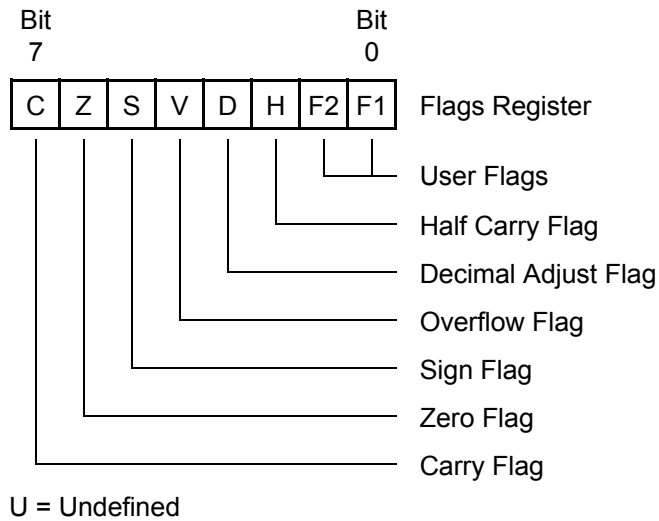 Bit Bit
7 0
C Z S V D H F2 F1 Flags Register
User Flags
Half Carry Flag
Decimal Adjust Flag
Overflow Flag
Sign Flag
Zero Flag
Carry Flag
U = Undefined